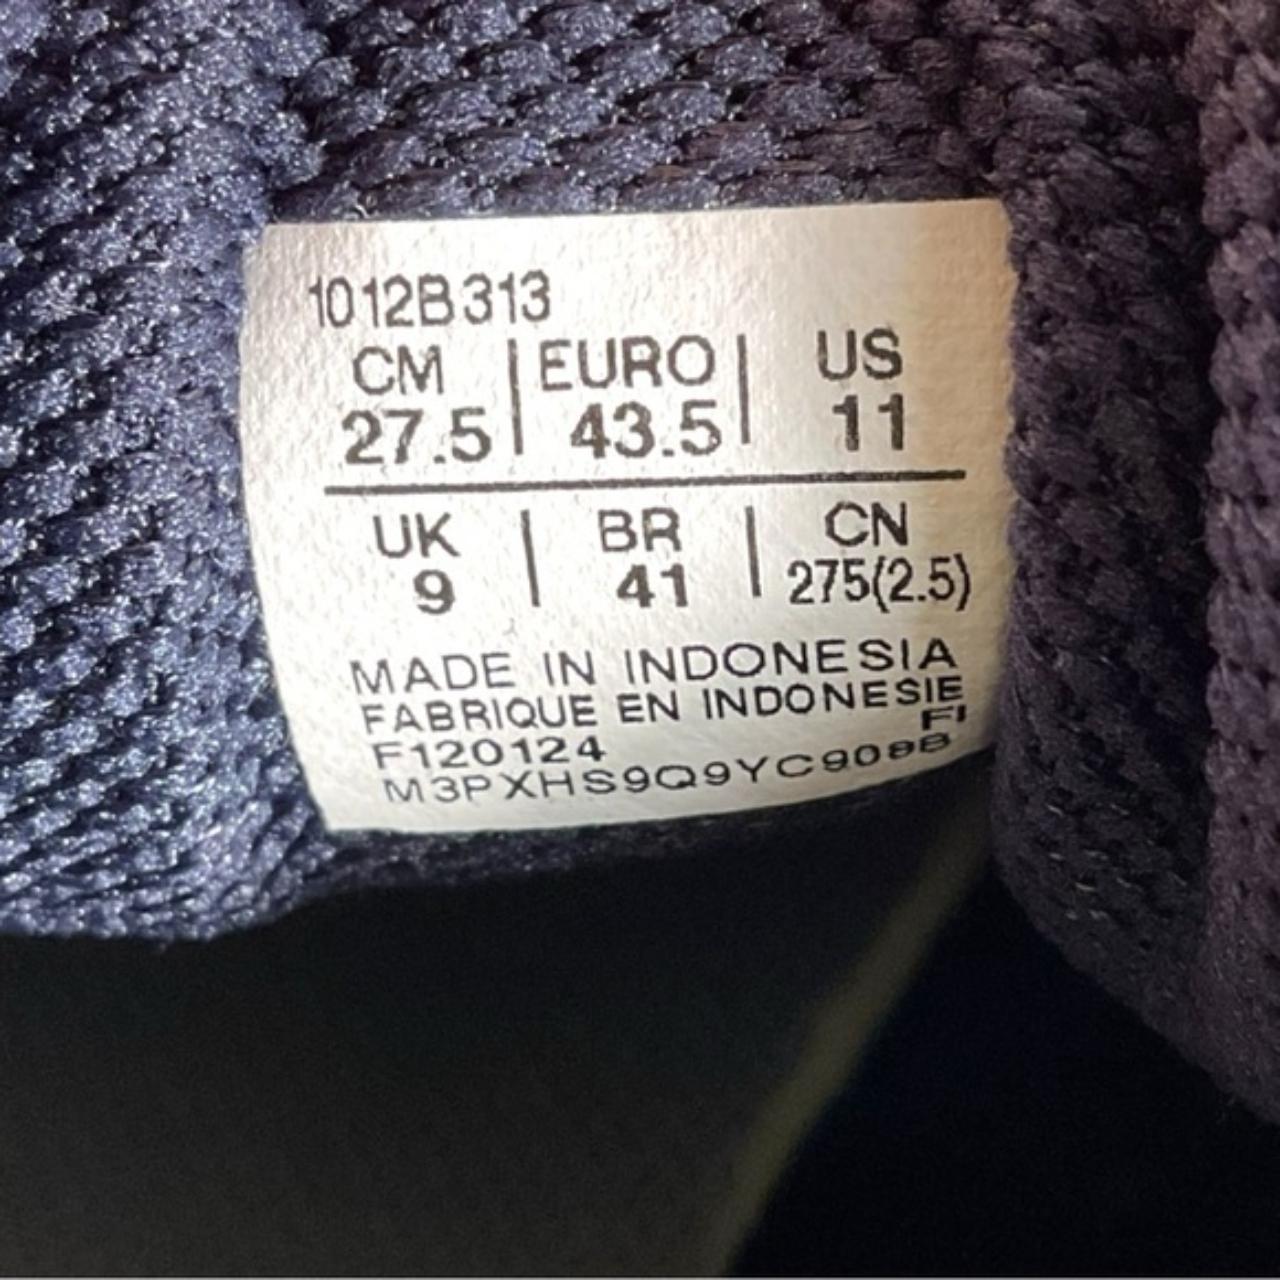 1012B313
CM | EURO | US
27.5 | 43.5 | 11
UK | BR | CN
9 | 41 | 275(2.5)
MADE IN INDONESIA
FABRIQUE EN INDONESIE
FI
F120124
M3PXHS9Q9YC908B